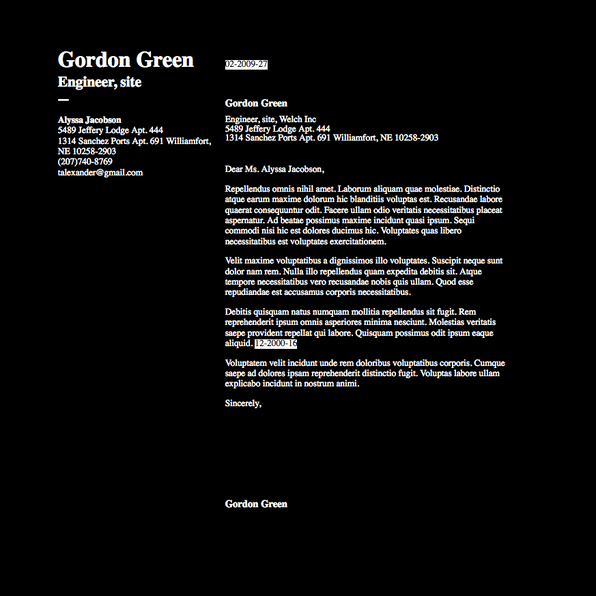 Gordon Green
Engineer, site
Alyssa Jacobson
5489 Jeffery Lodge Apt. 444
1314 Sanchez Ports Apt. 691 Williamfort,
NE 10258-2903
(207)740-8769
talexander@gmail.com
02-2009-27
Gordon Green
Engineer, site, Welch Inc
5489 Jeffery Lodge Apt. 444
1314 Sanchez Ports Apt. 691 Williamfort, NE 10258-2903
Dear Ms. Alyssa Jacobson,
Repellendus omnis nihil amet. Laborum aliquam quae molestiae. Distinctio
atque earum maxime dolorum hic blanditiis voluptas est. Recusandae labore
quaerat consequuntur odit. Facere ullam odio veritatis necessitatibus placeat
aspernatur. Ad beatae possimus maxime incidunt quasi ipsum. Sequi
commodi nisi hic est dolores ducimus hic. Voluptates quas libero
necessitatibus est voluptates exercitationem.
Velit maxime voluptatibus a dignissimos illo voluptates. Suscipit neque sunt
dolor nam rem. Nulla illo repellendus quam expedita debitis sit. Atque
tempore necessitatibus vero recusandae nobis quis ullam. Quod esse
repudiandae est accusamus corporis necessitatibus.
Debitis quisquam natus numquam mollitia repellendus sit fugit. Rem
reprehenderit ipsum omnis asperiores minima nesciunt. Molestias veritatis
saepe provident repellat qui labore. Quisquam possimus odit ipsum eaque
aliquid. 12-2000-16
Voluptatem velit incidunt unde rem doloribus voluptatibus corporis. Cumque
saepe ad dolores ipsam reprehenderit distinctio fugit. Voluptas labore ullam
explicabo incidunt in nostrum animi.
Sincerely,
Gordon Green